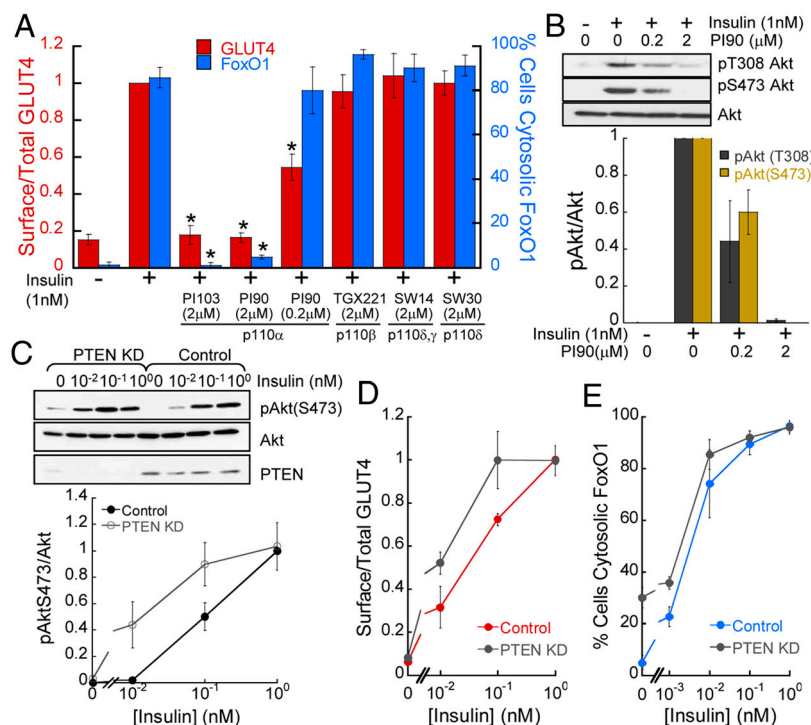 A
GLUT4
FoxO1
Surface/Total GLUT4
1.2
1
0.8
0.6
0.4
0.2
0
100
80
60
40
20
0
% Cells Cytosolic FoxO1
* * * * *
Insulin (1nM)
- + + + + + + +
PI103 (2μM) PI90 (2μM) PI90 (0.2μM) TGX221 (2μM) SW14 (2μM) SW30 (2μM)
p110α p110β p110δ,γ p110δ
B
- + + + Insulin (1nM)
0 0 0.2 2 PI90 (μM)
pT308 Akt
pS473 Akt
Akt
pAkt (T308)
pAkt(S473)
pAkt/Akt
1
0.8
0.6
0.4
0.2
0
Insulin (1nM) - + + +
PI90(μM) 0 0 0.2 2
C
PTEN KD Control
0 10⁻² 10⁻¹ 10⁰ 0 10⁻² 10⁻¹ 10⁰ Insulin (nM)
pAkt(S473)
Akt
PTEN
Control
PTEN KD
pAktS473/Akt
1.4
1.2
1
0.8
0.6
0.4
0.2
0
0 10⁻² 10⁻¹ 10⁰
[Insulin] (nM)
D
Surface/Total GLUT4
1.2
1
0.8
0.6
0.4
0.2
0
Control
PTEN KD
0 10⁻² 10⁻¹ 10⁰
[Insulin] (nM)
E
% Cells Cytosolic FoxO1
100
80
60
40
20
0
Control
PTEN KD
0 10⁻³ 10⁻² 10⁻¹ 10⁰
[Insulin] (nM)